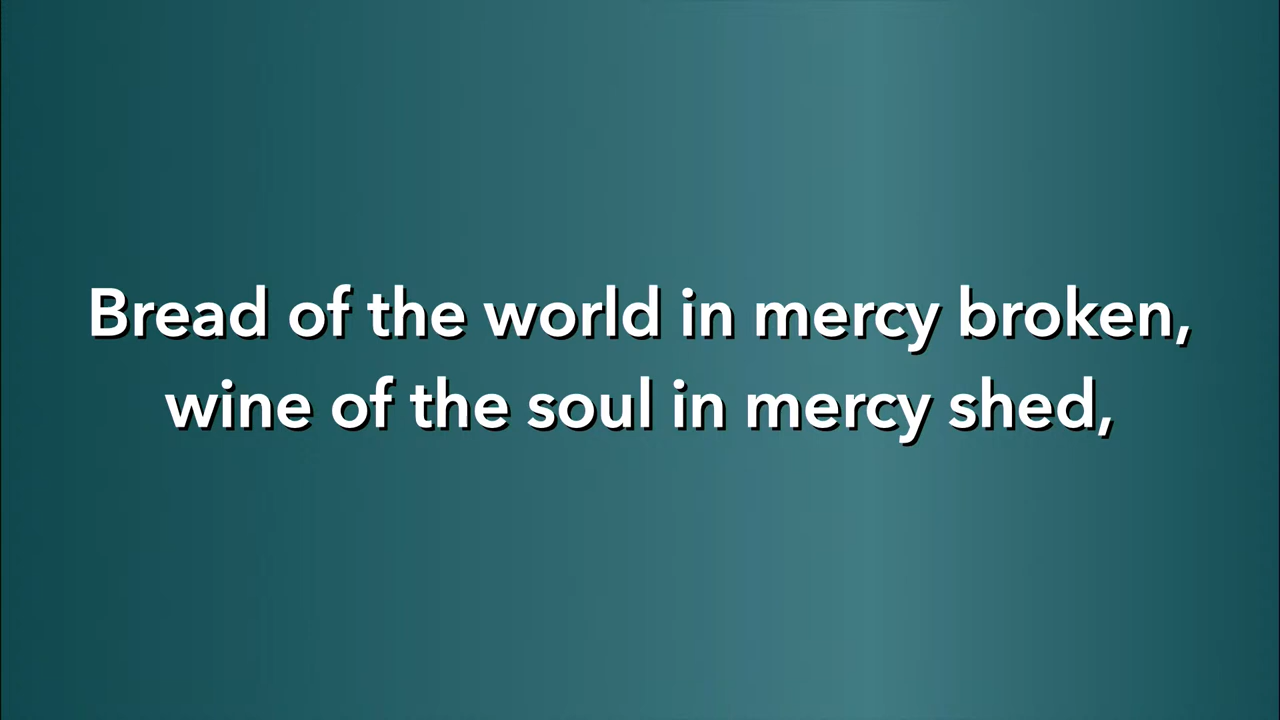 Bread of the world in mercy broken,
wine of the soul in mercy shed,